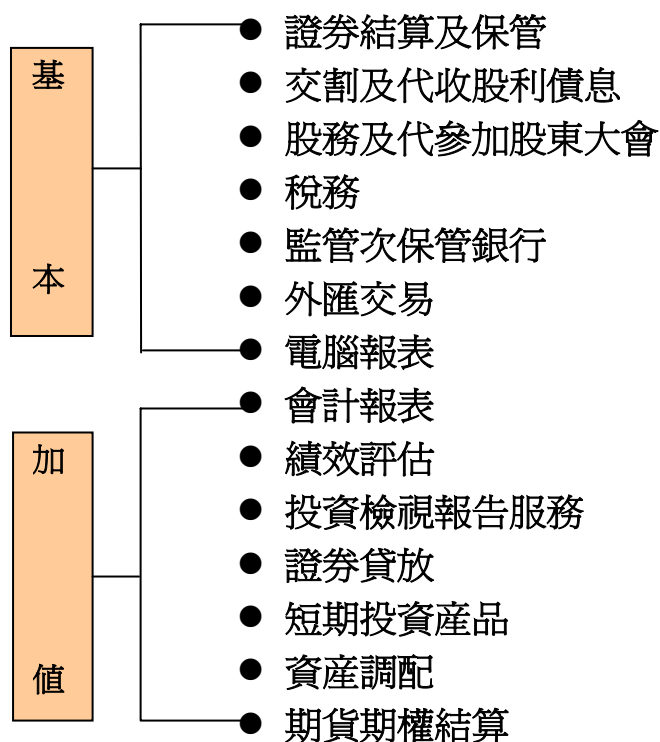 基本
證券結算及保管
交割及代收股利債息
股務及代參加股東大會
稅務
監管次保管銀行
外匯交易
電腦報表
加值
會計報表
績效評估
投資檢視報告服務
證券貸放
短期投資產品
資產調配
期貨期權結算